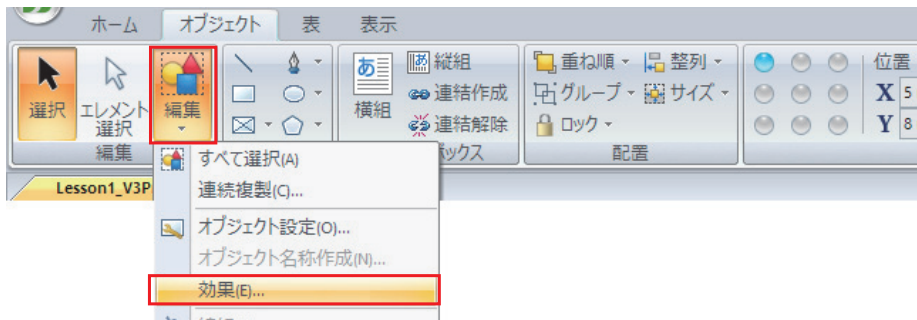 ホーム オブジェクト 表 表示
選択
エレメント
選択
編集
あ
横組
縦組
連結作成
連結解除
重ね順 整列
グループ サイズ
ロック
位置
X 5
Y 8
編集 ックス 配置
Lesson1_V3P
すべて選択(A)
連続複製(C)...
オブジェクト設定(O)...
オブジェクト名称作成(N)...
効果(E)...